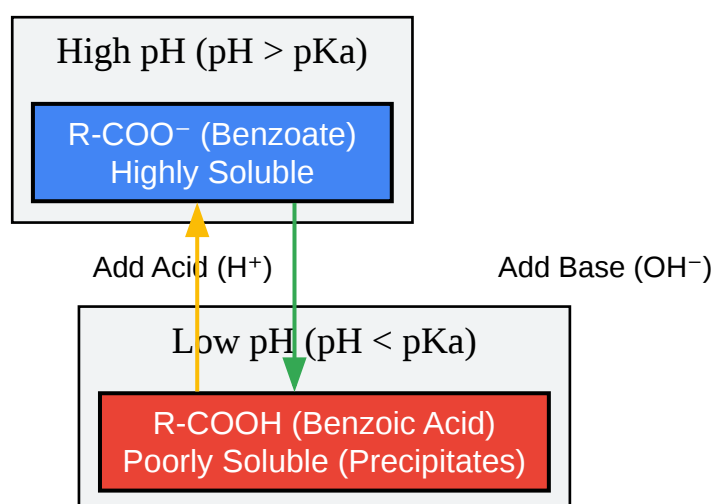 High pH (pH > pKa)
R-COO⁻ (Benzoate)
Highly Soluble
Add Acid (H⁺)
Add Base (OH⁻)
Low pH (pH < pKa)
R-COOH (Benzoic Acid)
Poorly Soluble (Precipitates)